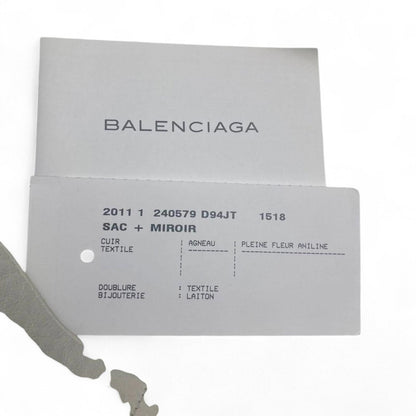 BALENCIAGA
2011 1 240579 D94JT 1518
SAC + MIROIR
CUIR | AGNEAU | PLEINE FLEUR ANILINE
TEXTILE
DOUBLURE : TEXTILE
BIJOUTERIE : LAITON